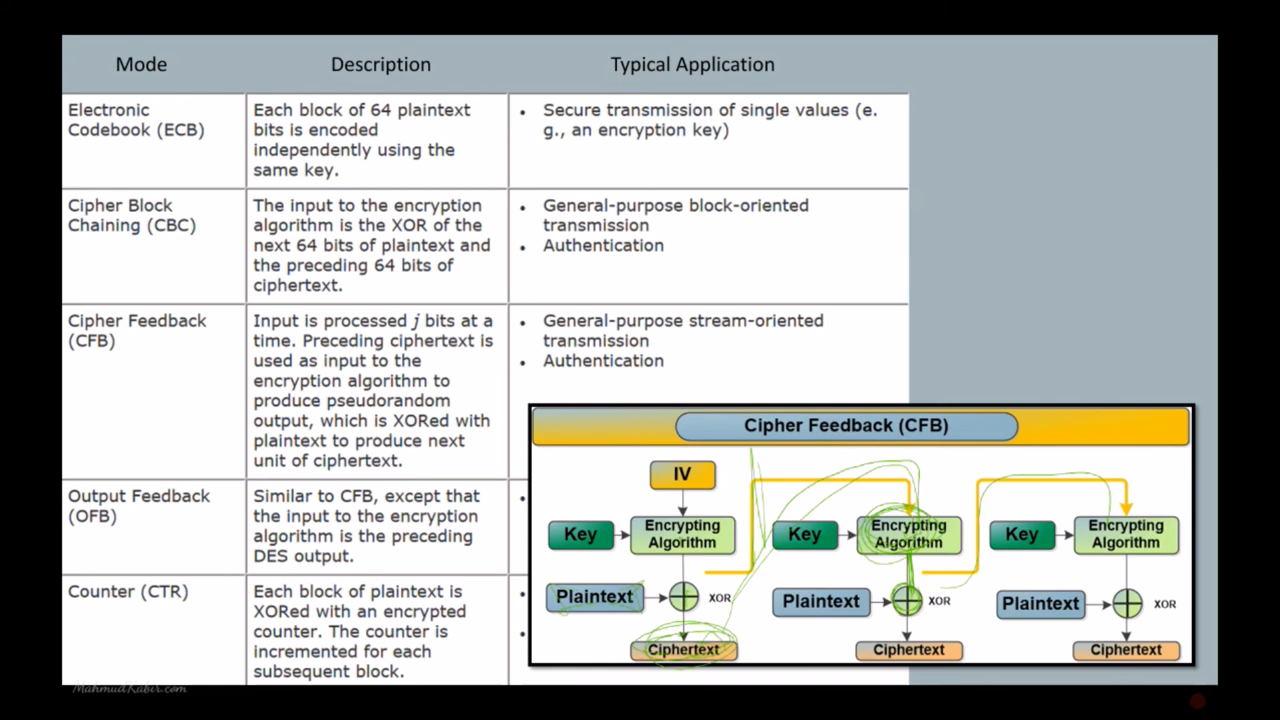 Mode Description Typical Application
Electronic
Codebook (ECB)
Each block of 64 plaintext
bits is encoded
independently using the
same key.
• Secure transmission of single values (e.
g., an encryption key)
Cipher Block
Chaining (CBC)
The input to the encryption
algorithm is the XOR of the
next 64 bits of plaintext and
the preceding 64 bits of
ciphertext.
• General-purpose block-oriented
transmission
• Authentication
Cipher Feedback
(CFB)
Input is processed j bits at a
time. Preceding ciphertext is
used as input to the
encryption algorithm to
produce pseudorandom
output, which is XORed with
plaintext to produce next
unit of ciphertext.
• General-purpose stream-oriented
transmission
• Authentication
Output Feedback
(OFB)
Similar to CFB, except that
the input to the encryption
algorithm is the preceding
DES output.
Counter (CTR)
Each block of plaintext is
XORed with an encrypted
counter. The counter is
incremented for each
subsequent block.
Cipher Feedback (CFB)
IV
Key
Encrypting
Algorithm
Plaintext
XOR
Ciphertext
Key
Encrypting
Algorithm
Plaintext
XOR
Ciphertext
Key
Encrypting
Algorithm
Plaintext
XOR
Ciphertext
MahmudKabir.com